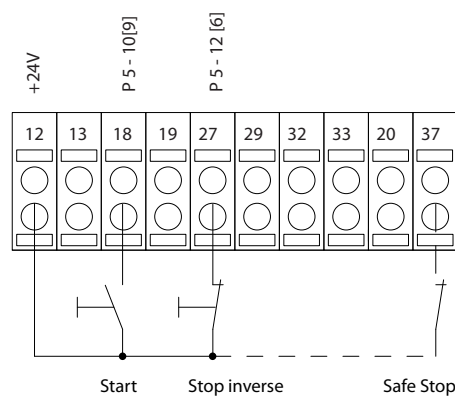 +24V
P 5 - 10[9]
P 5 - 12 [6]
12 13 18 19 27 29 32 33 20 37
Start Stop inverse Safe Stop